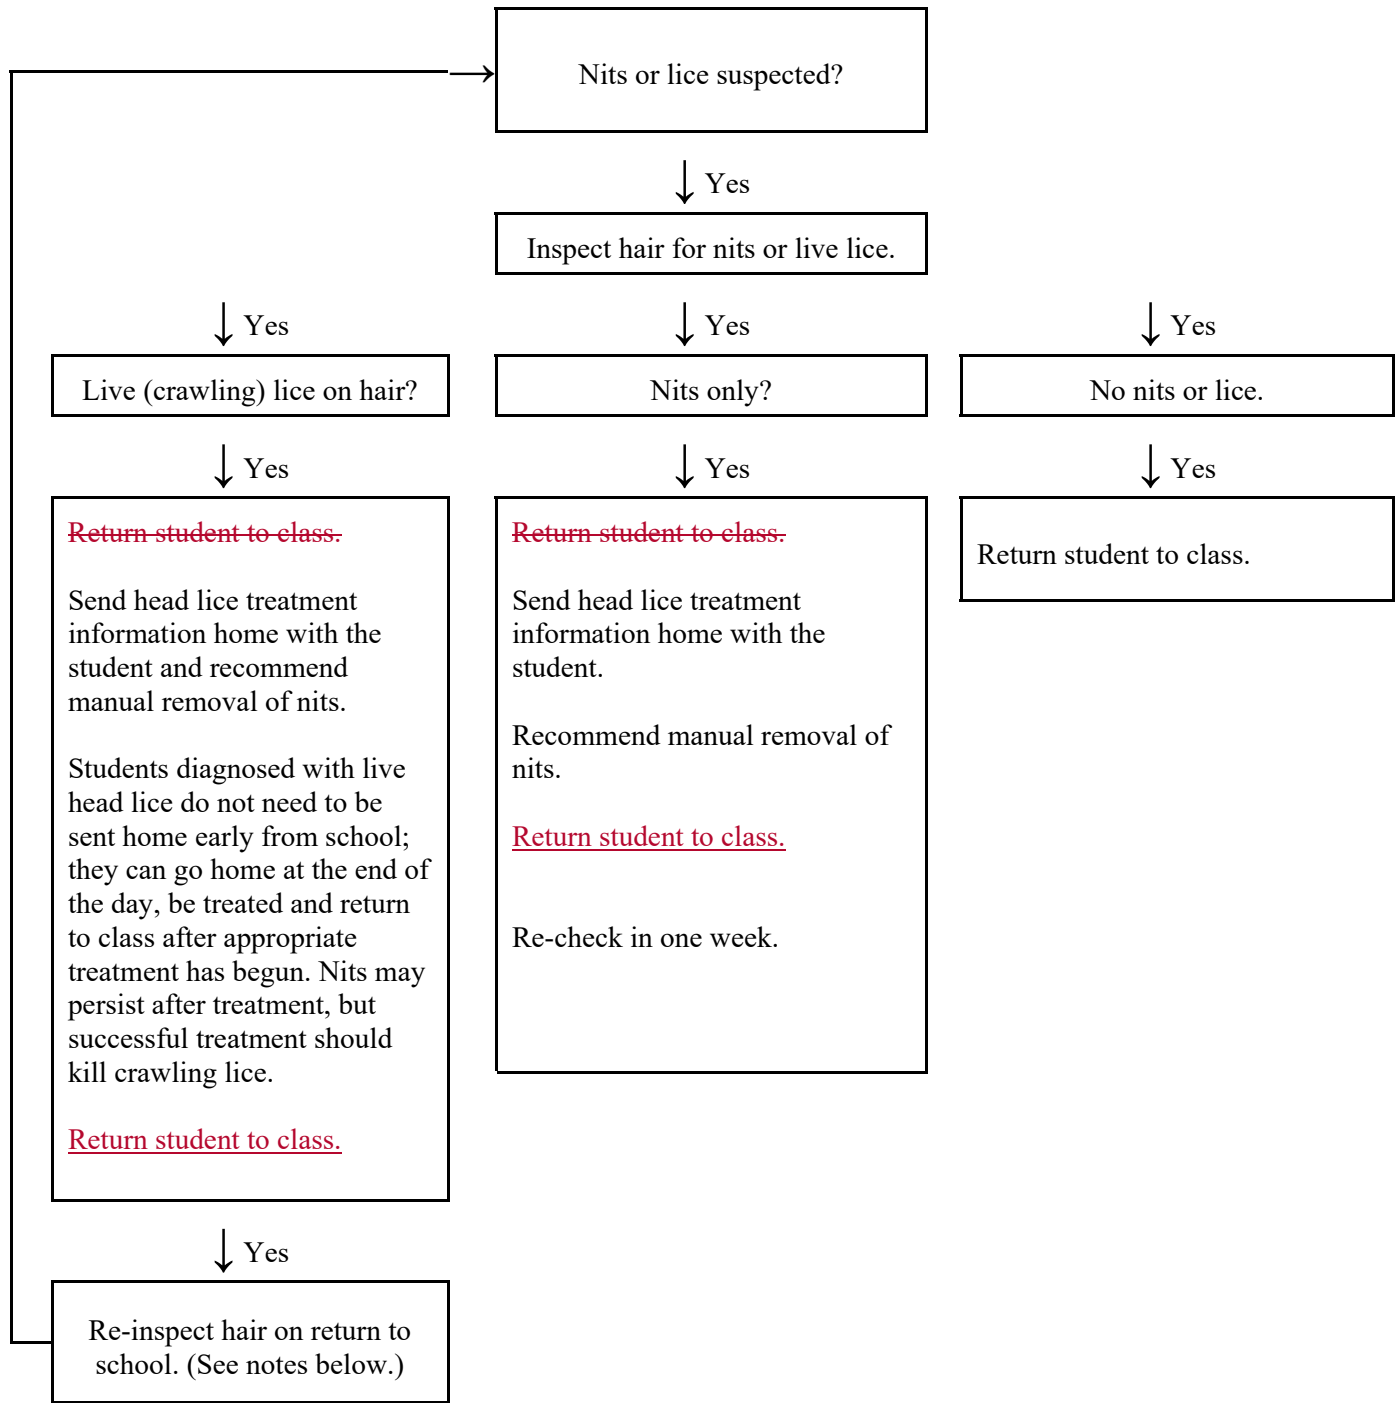 Nits or lice suspected?
↓ Yes
Inspect hair for nits or live lice.
↓ Yes
↓ Yes
↓ Yes
Live (crawling) lice on hair?
Nits only?
No nits or lice.
↓ Yes
↓ Yes
↓ Yes
Return student to class.
Send head lice treatment
information home with the
student and recommend
manual removal of nits.
Students diagnosed with live
head lice do not need to be
sent home early from school;
they can go home at the end of
the day, be treated and return
to class after appropriate
treatment has begun. Nits may
persist after treatment, but
successful treatment should
kill crawling lice.
Return student to class.
Return student to class.
Send head lice treatment
information home with the
student.
Recommend manual removal of
nits.
Return student to class.
Re-check in one week.
Return student to class.
↓ Yes
Re-inspect hair on return to
school. (See notes below.)